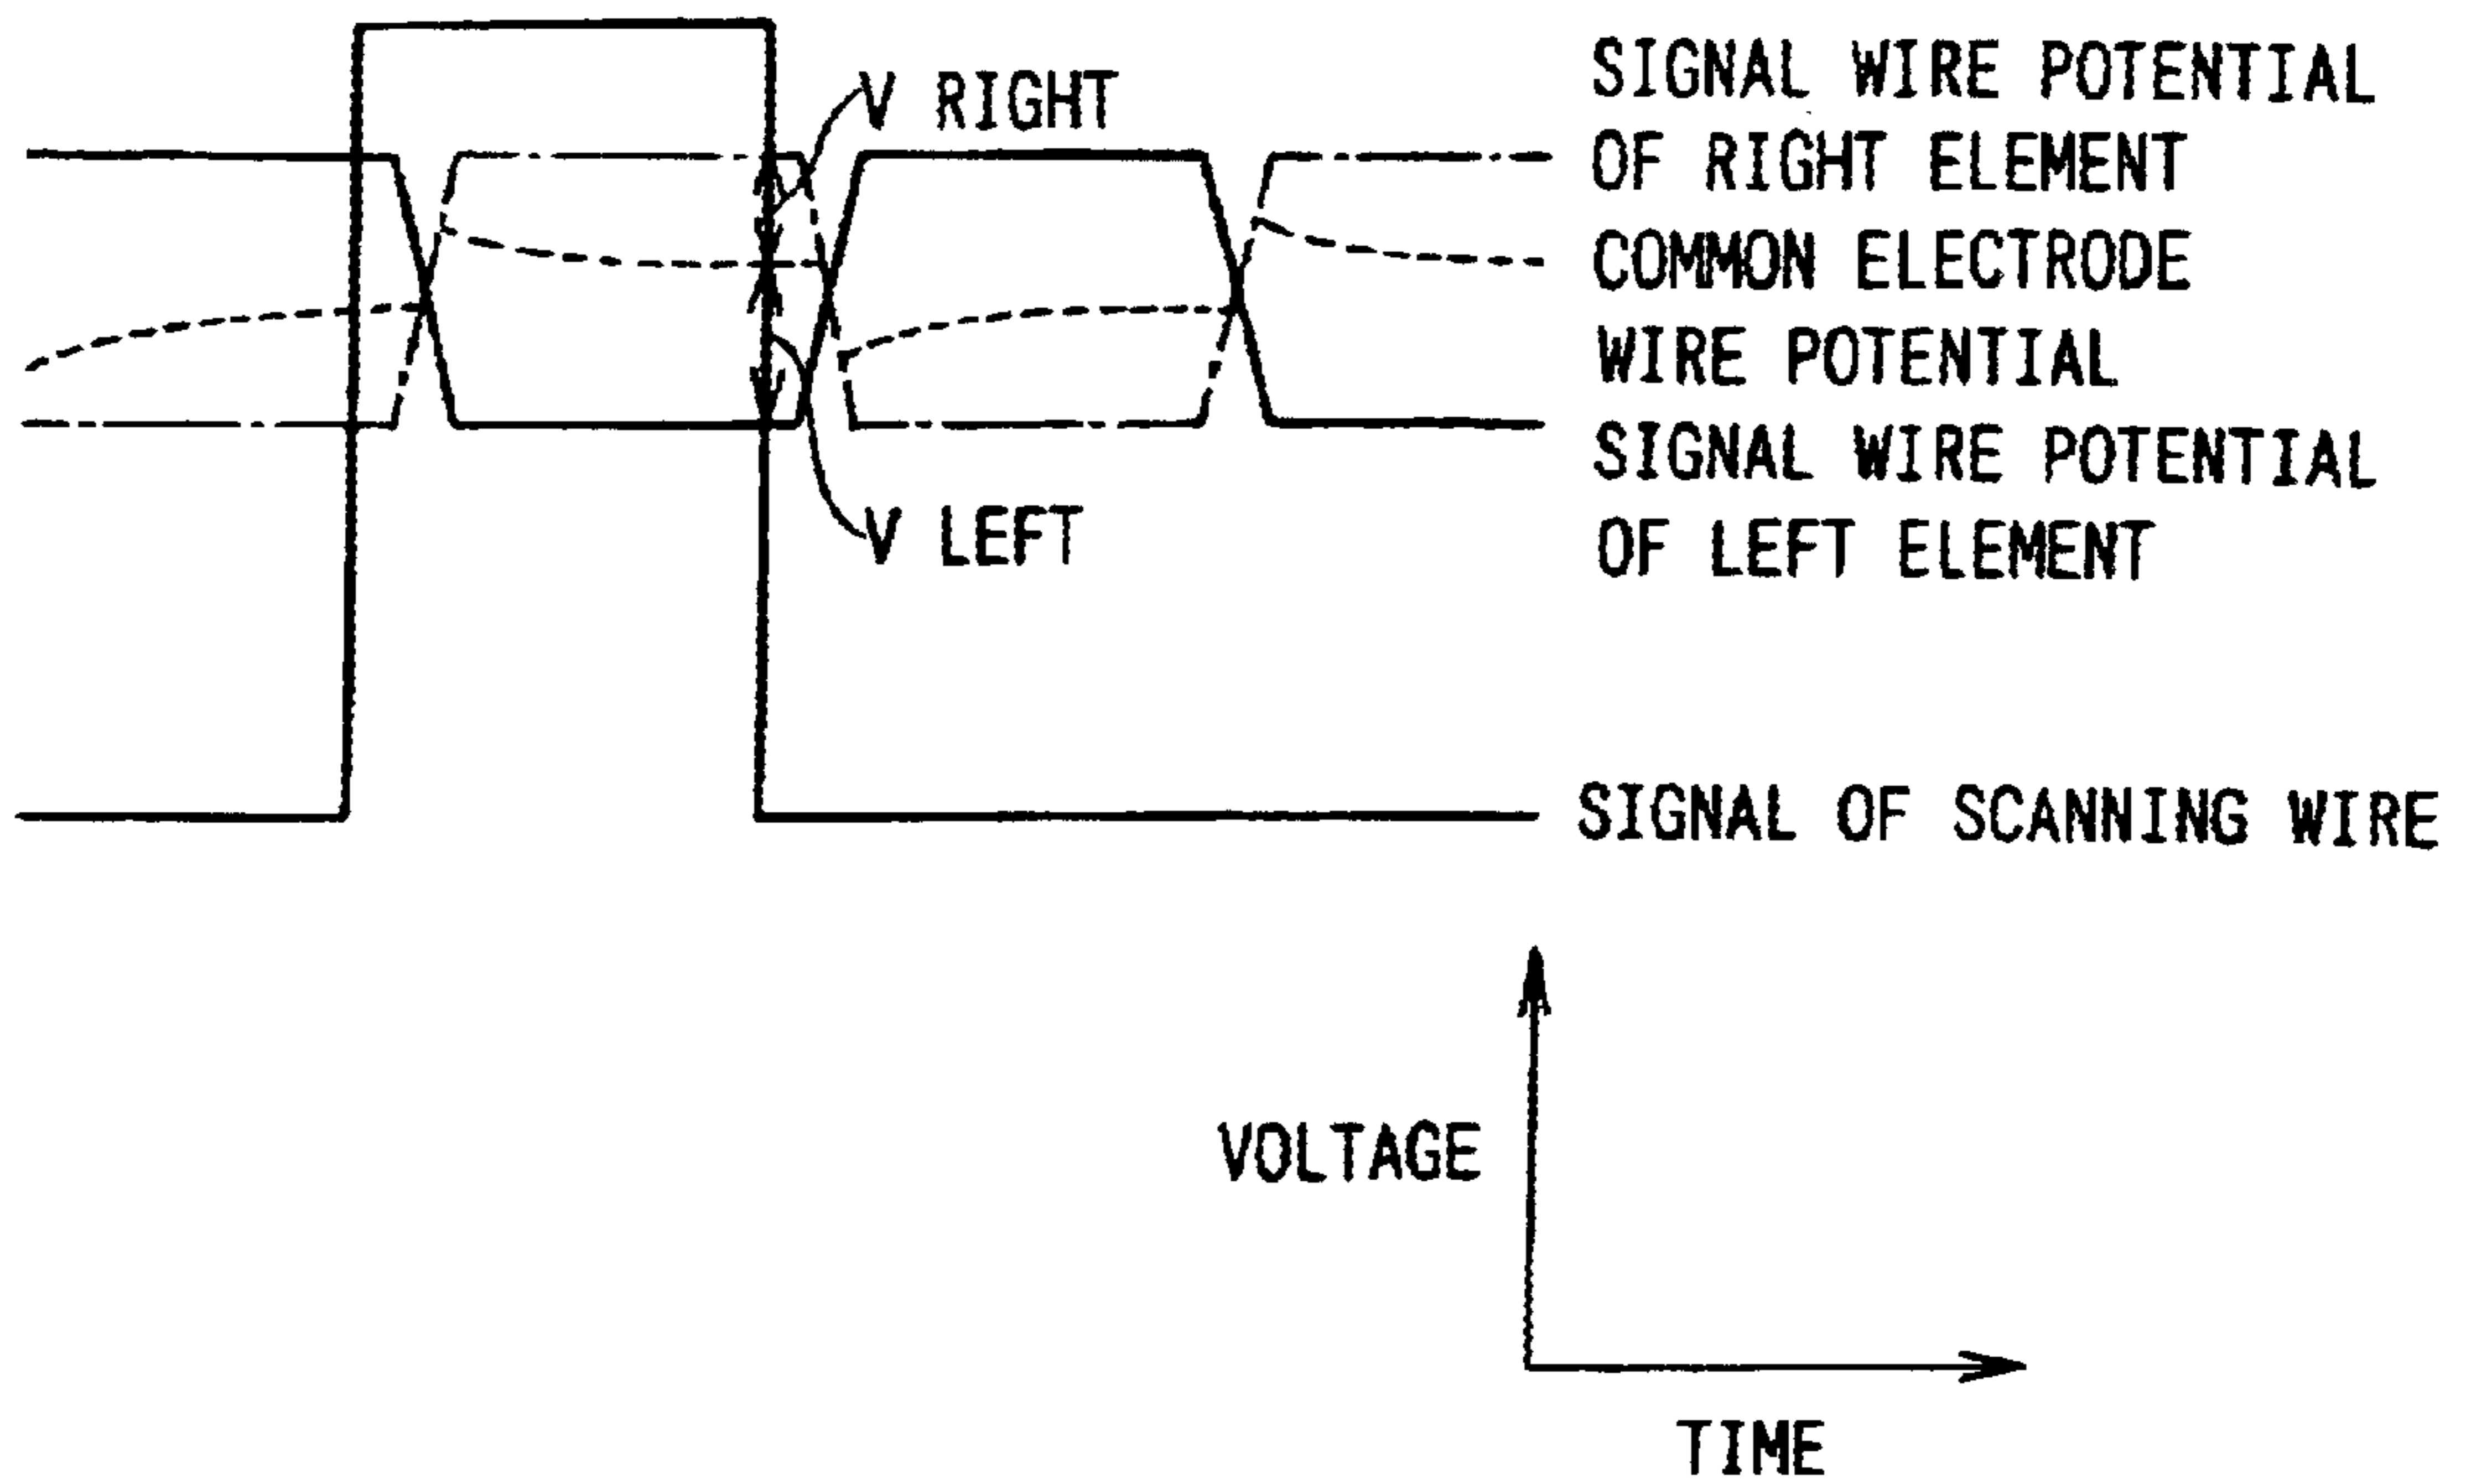 SIGNAL WIRE POTENTIAL
OF RIGHT ELEMENT
V RIGHT
COMMON ELECTRODE
WIRE POTENTIAL
SIGNAL WIRE POTENTIAL
OF LEFT ELEMENT
V LEFT
SIGNAL OF SCANNING WIRE
VOLTAGE
TIME